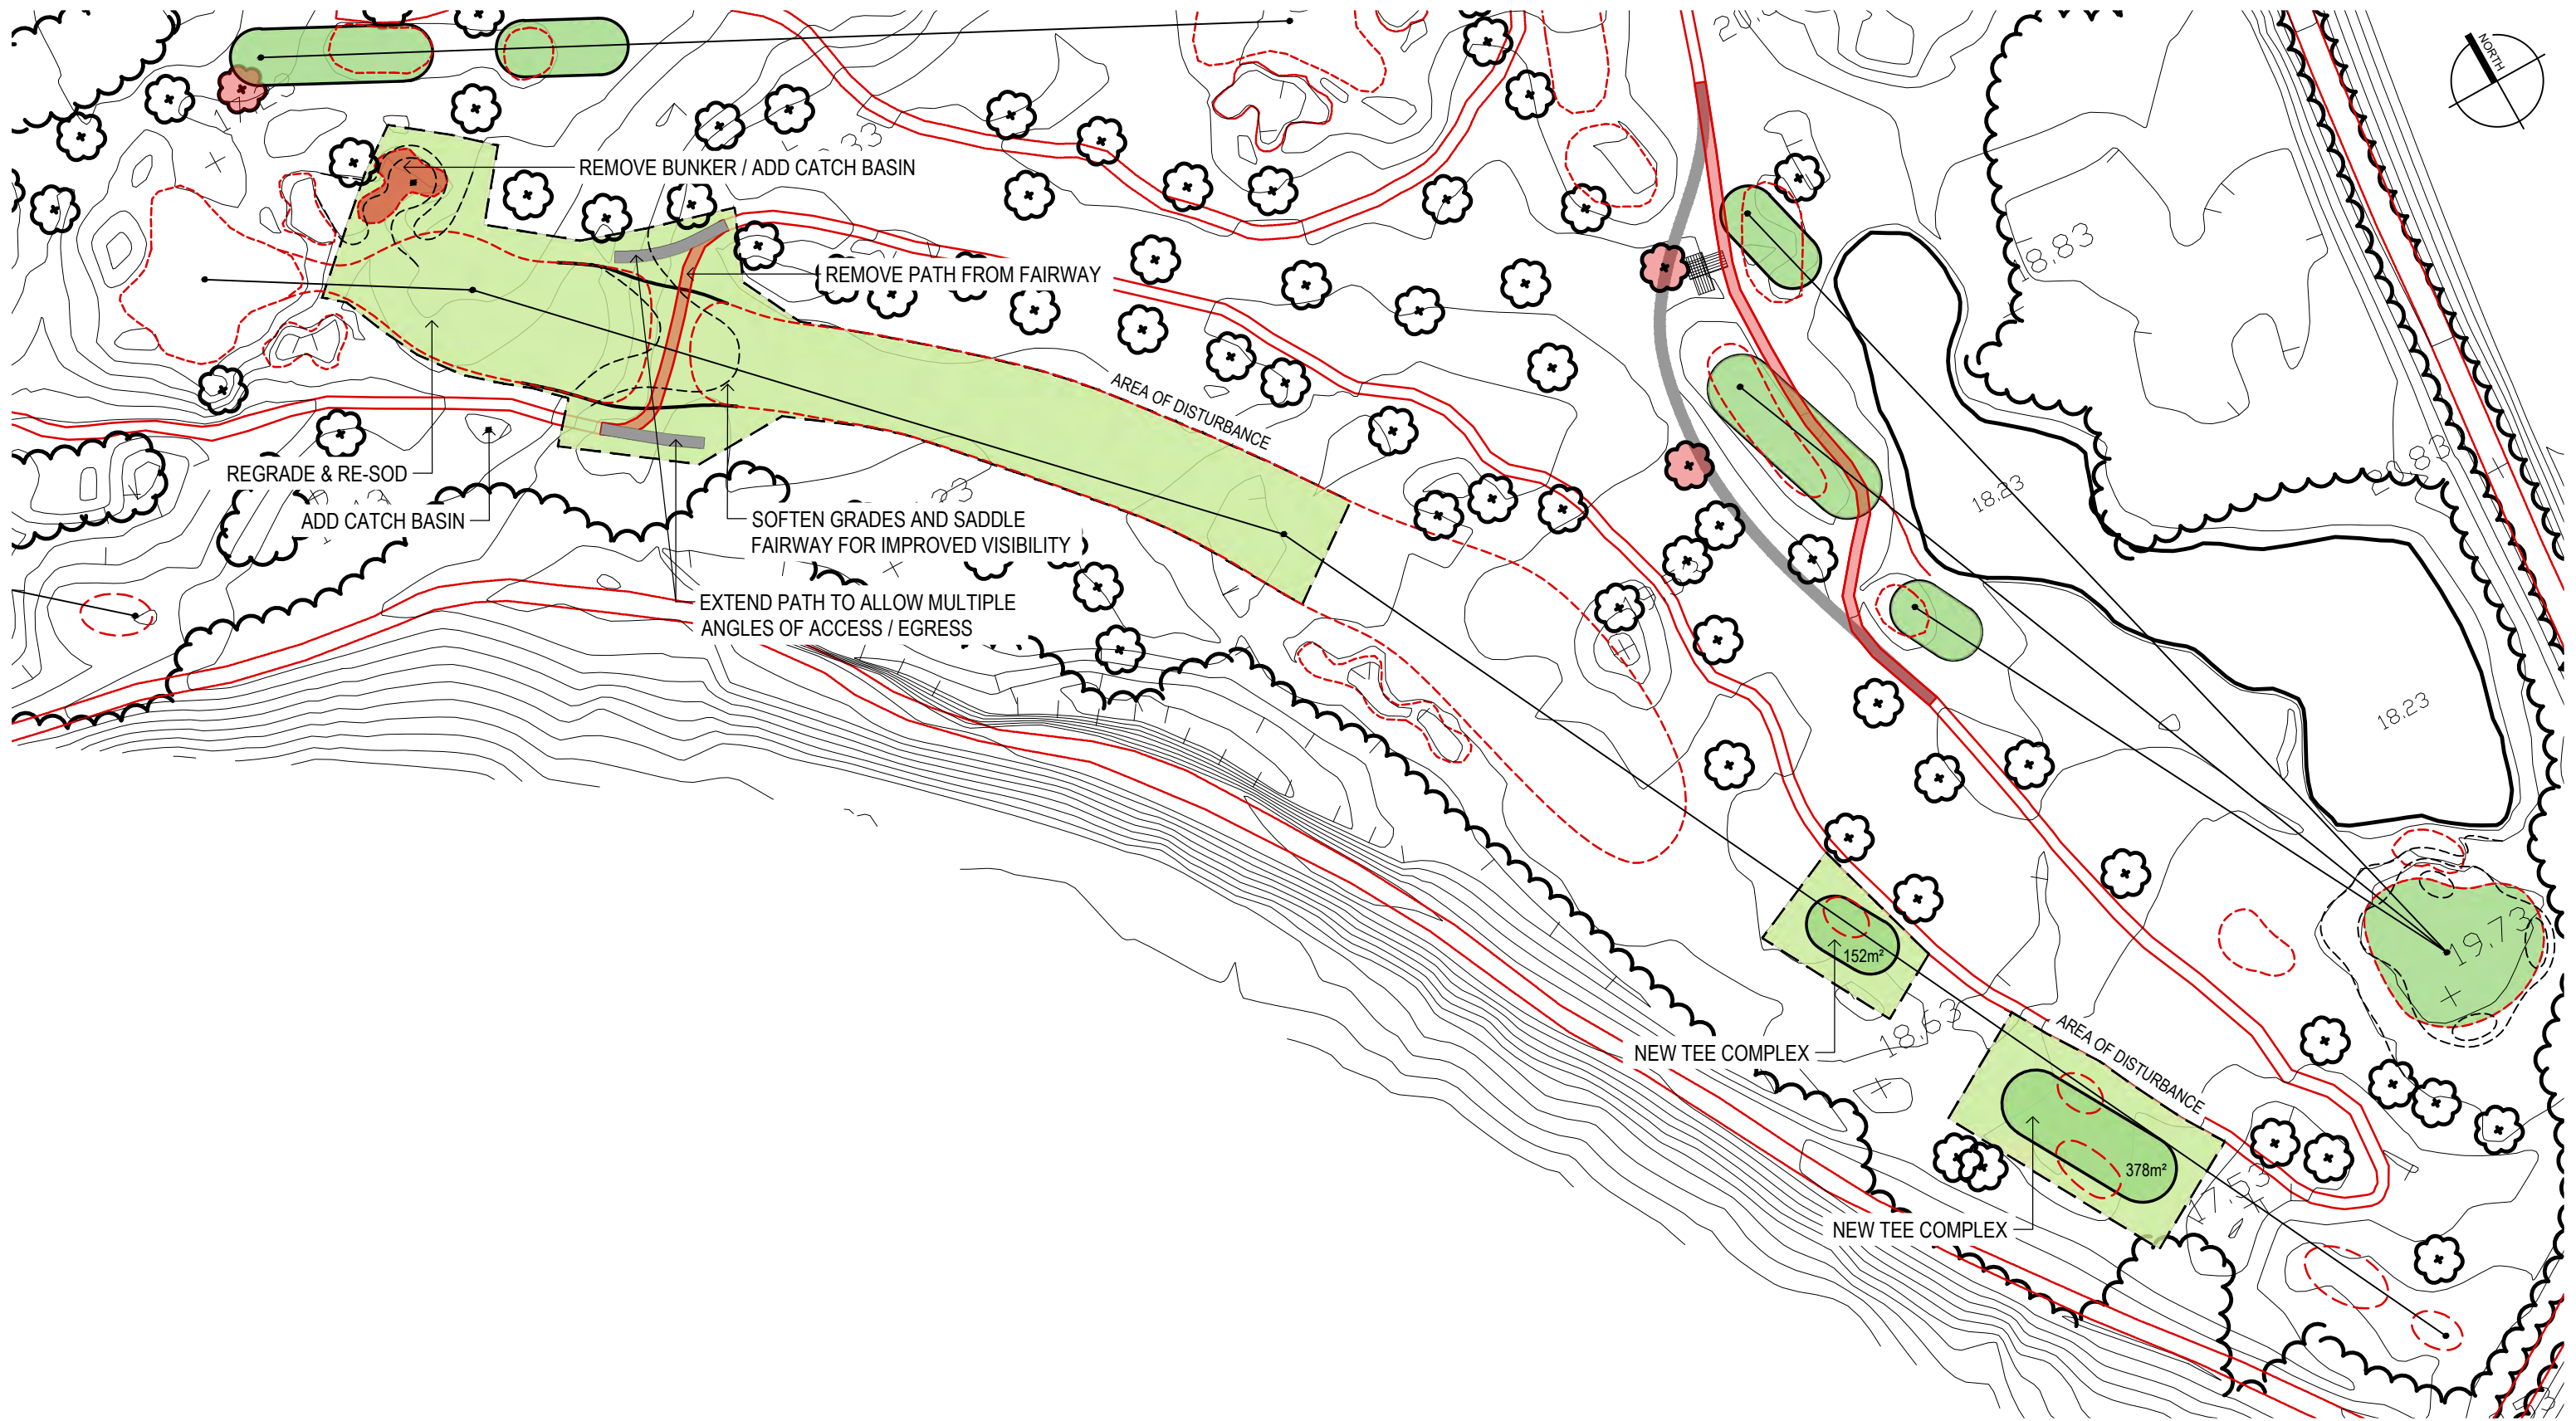 NORTH
REMOVE BUNKER / ADD CATCH BASIN
18.83
REMOVE PATH FROM FAIRWAY
AREA OF DISTURBANCE
REGRADE & RE-SOD
18.23
ADD CATCH BASIN
SOFTEN GRADES AND SADDLE
FAIRWAY FOR IMPROVED VISIBILITY
EXTEND PATH TO ALLOW MULTIPLE
ANGLES OF ACCESS / EGRESS
18.23
19.73
152m²
18.63
NEW TEE COMPLEX
AREA OF DISTURBANCE
378m²
17.53
NEW TEE COMPLEX